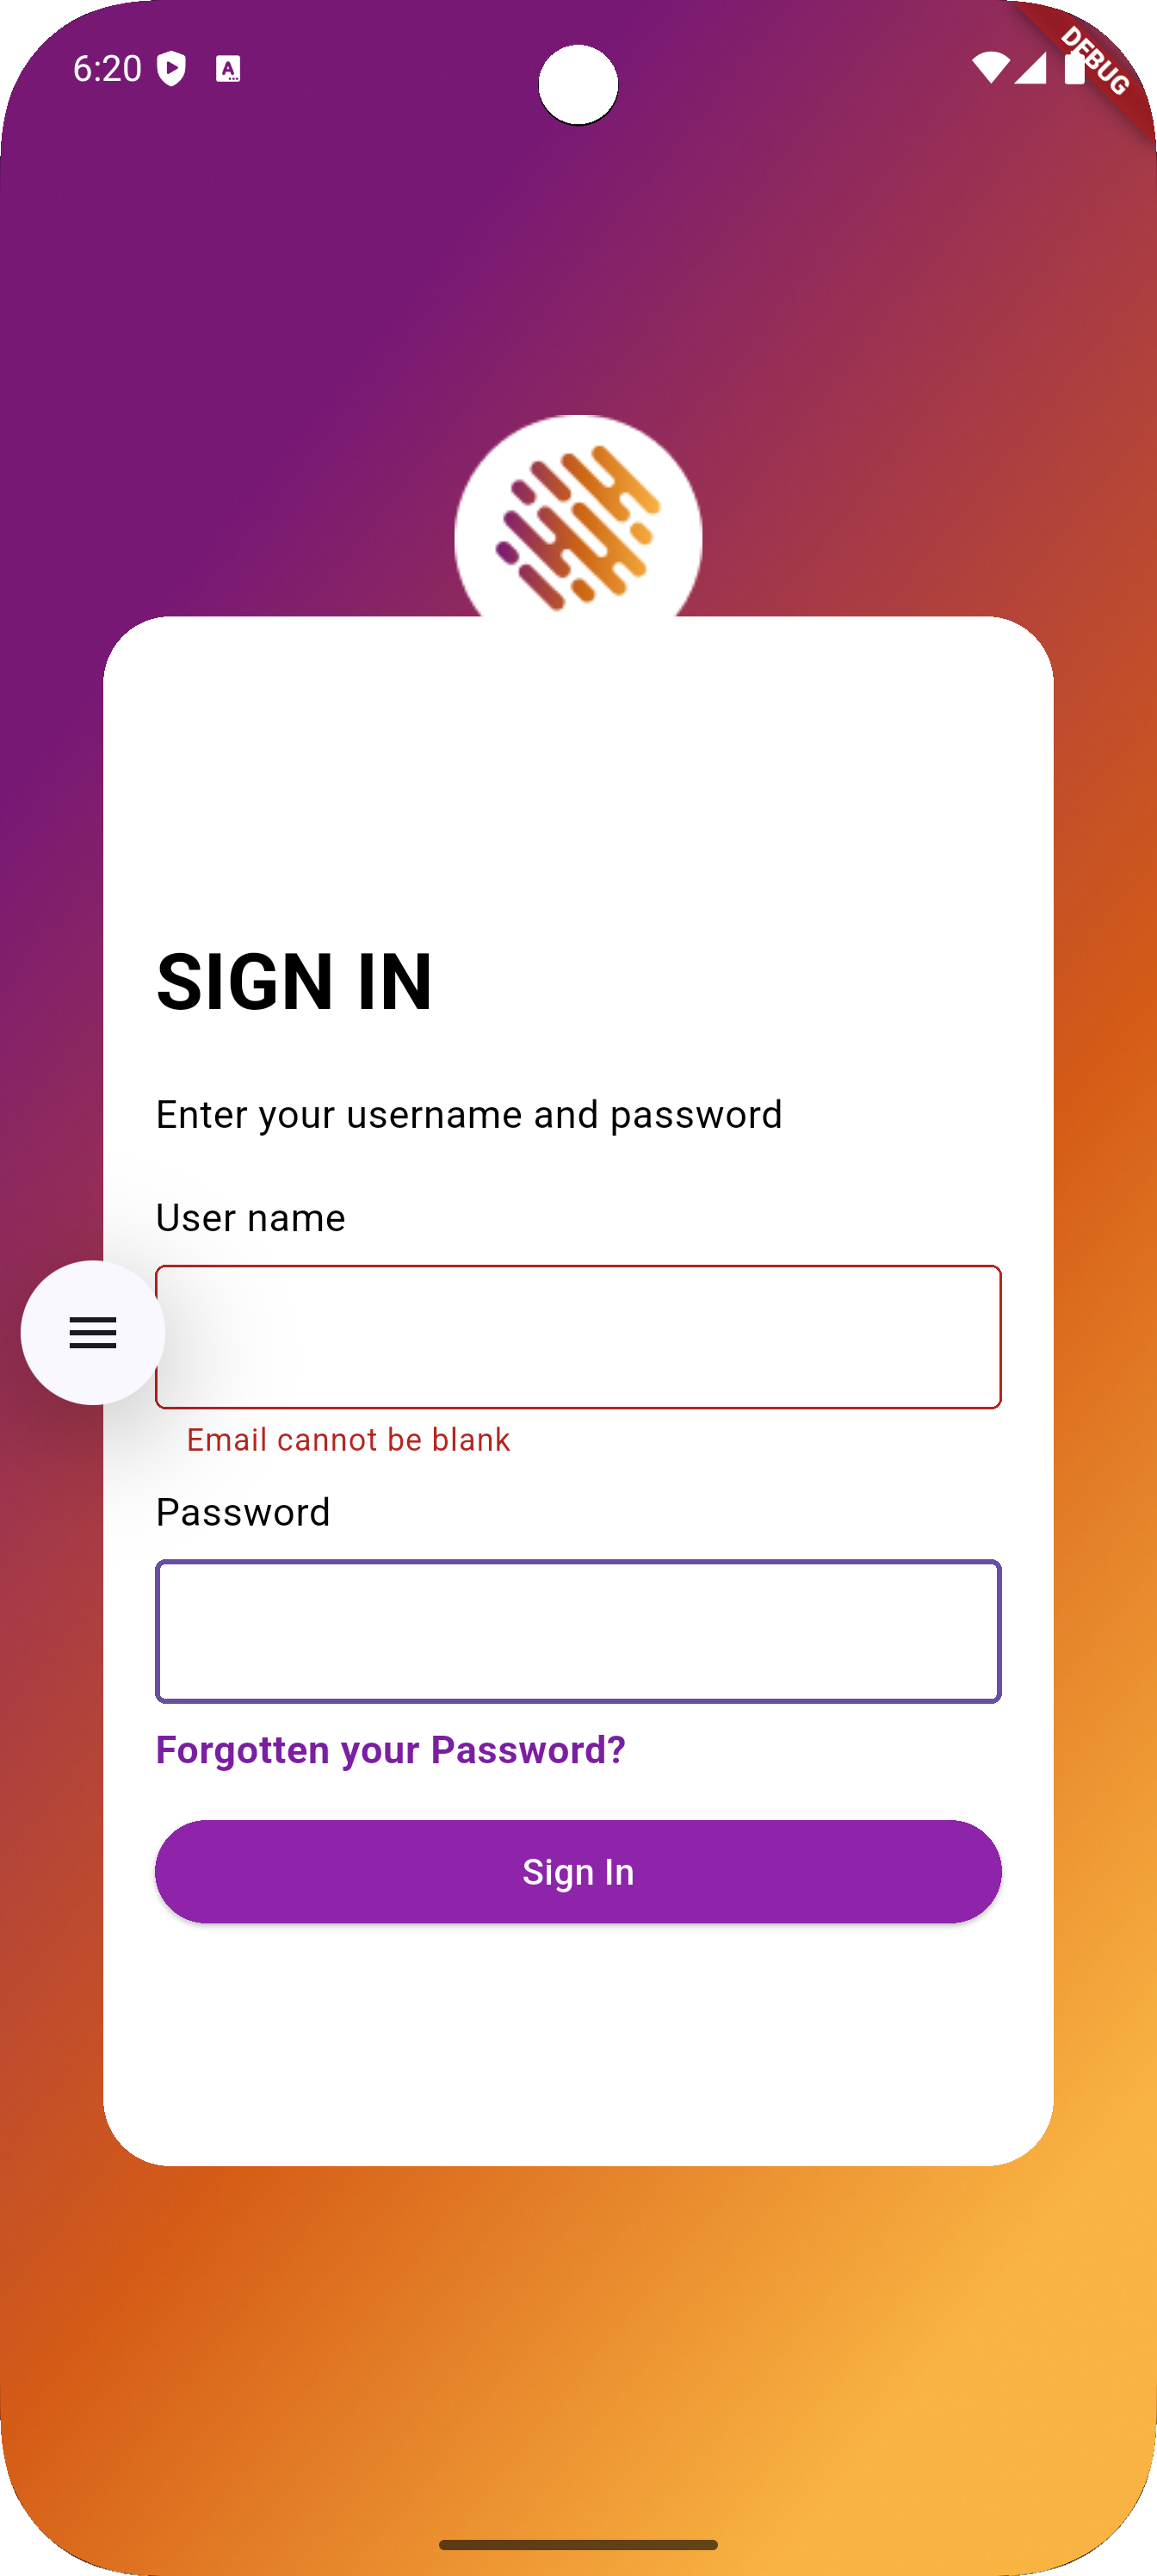 6:20
A
DEBUG
SIGN IN
Enter your username and password
User name
Email cannot be blank
Password
Forgotten your Password?
Sign In